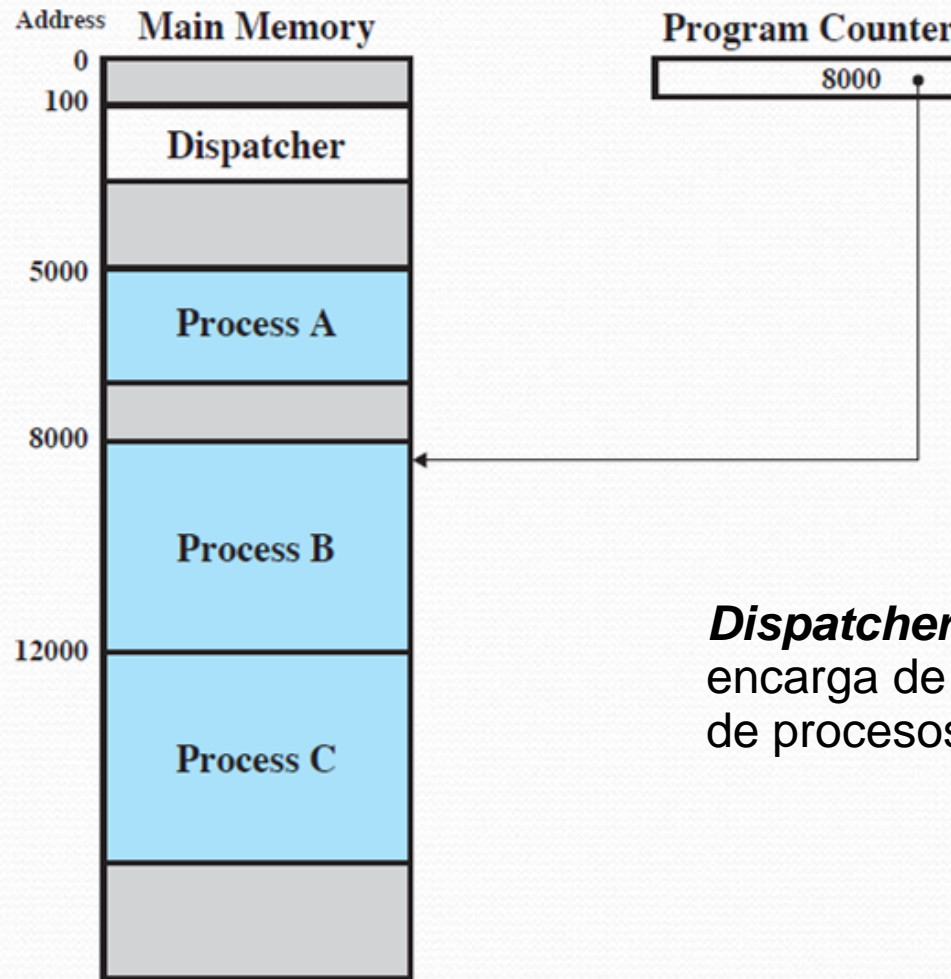 Address Main Memory
Program Counter
0
100
8000
Dispatcher
5000
Process A
8000
Process B
12000
Process C
Dispatcher
encarga de
de procesos